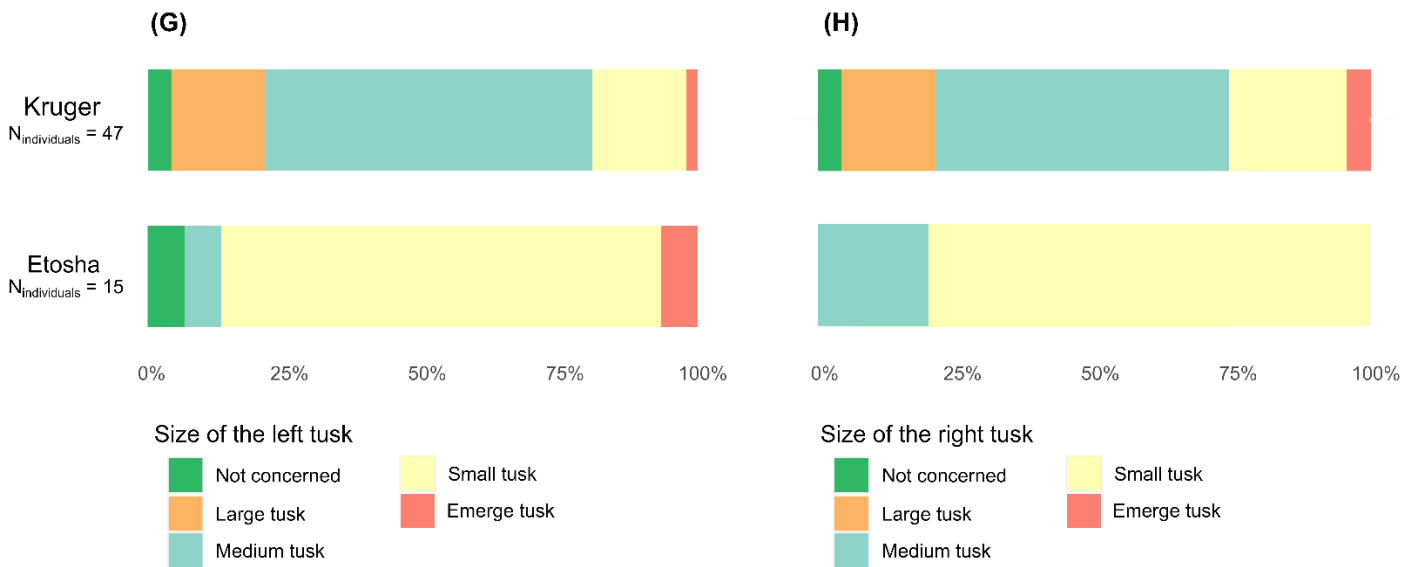 (G)
(H)
Kruger
Nindividuals = 47
Etosha
Nindividuals = 15
0% 25% 50% 75% 100%
0% 25% 50% 75% 100%
Size of the left tusk
Not concerned
Large tusk
Medium tusk
Small tusk
Emerge tusk
Size of the right tusk
Not concerned
Large tusk
Medium tusk
Small tusk
Emerge tusk